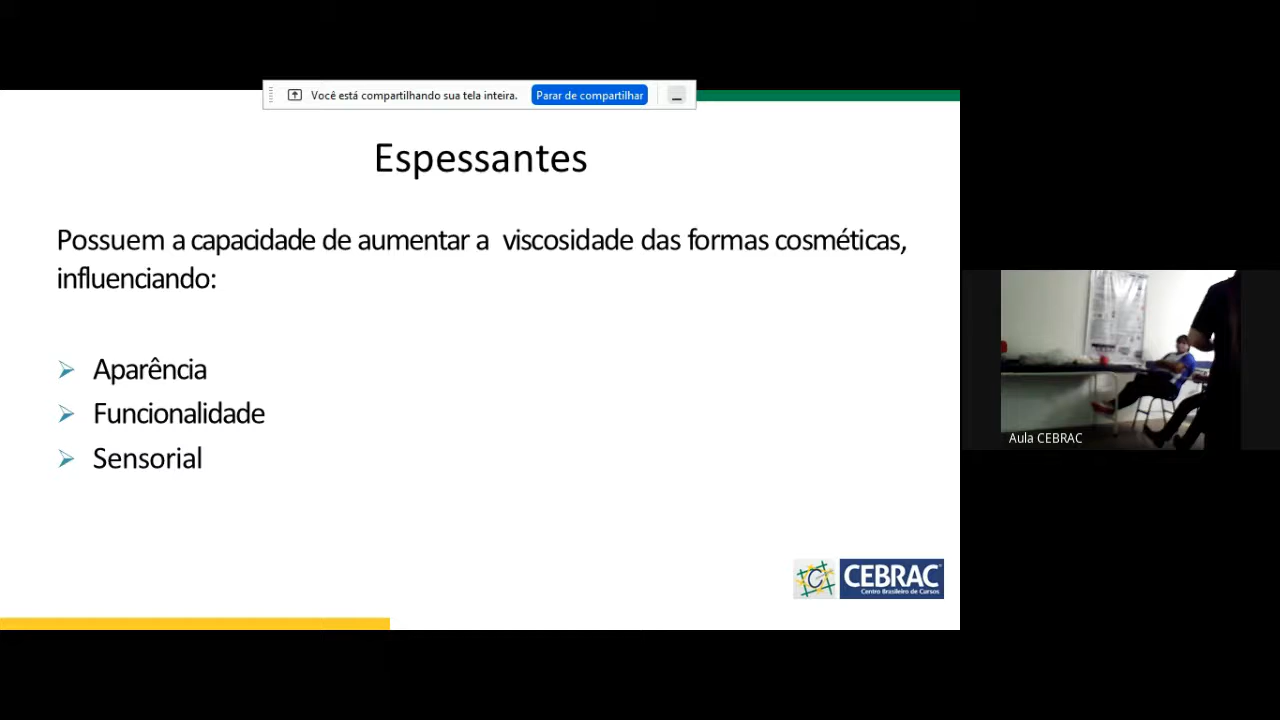 Você está compartilhando sua tela inteira.
Parar de compartilhar
Espessantes
Possuem a capacidade de aumentar a viscosidade das formas cosméticas,
influenciando:
Aparência
Funcionalidade
Sensorial
Aula CEBRAC
C
CEBRAC
Centro Brasileiro de Cursos